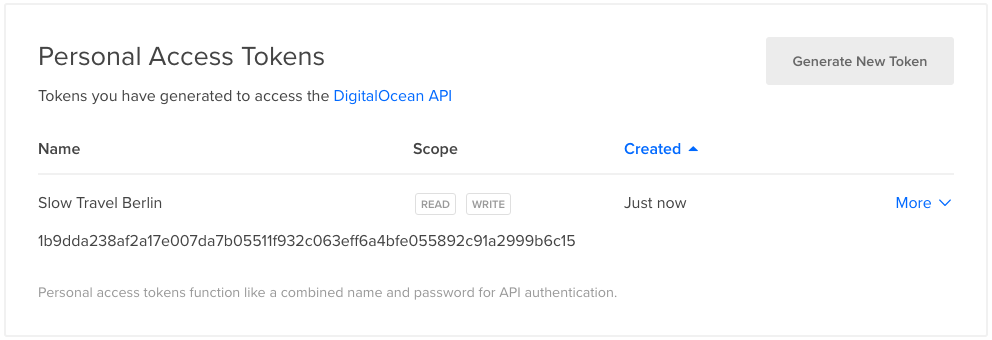 Personal Access Tokens
Generate New Token
Tokens you have generated to access the DigitalOcean API
Name Scope Created
Slow Travel Berlin READ WRITE Just now More
1b9dda238af2a17e007da7b05511f932c063eff6a4bfe055892c91a2999b6c15
Personal access tokens function like a combined name and password for API authentication.